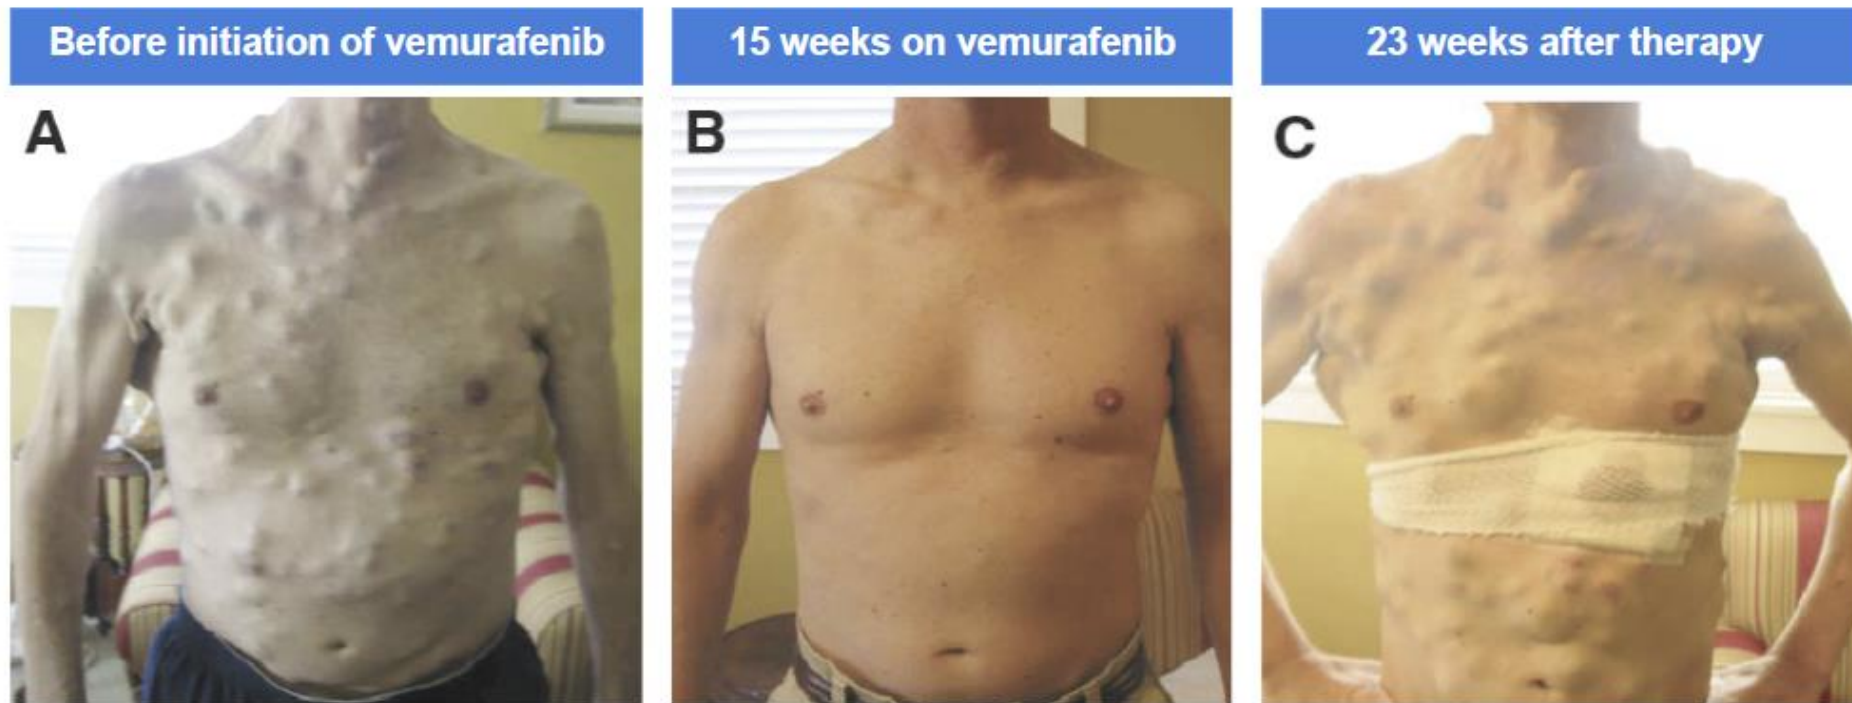 Before initiation of vemurafenib
15 weeks on vemurafenib
23 weeks after therapy
A
B
C